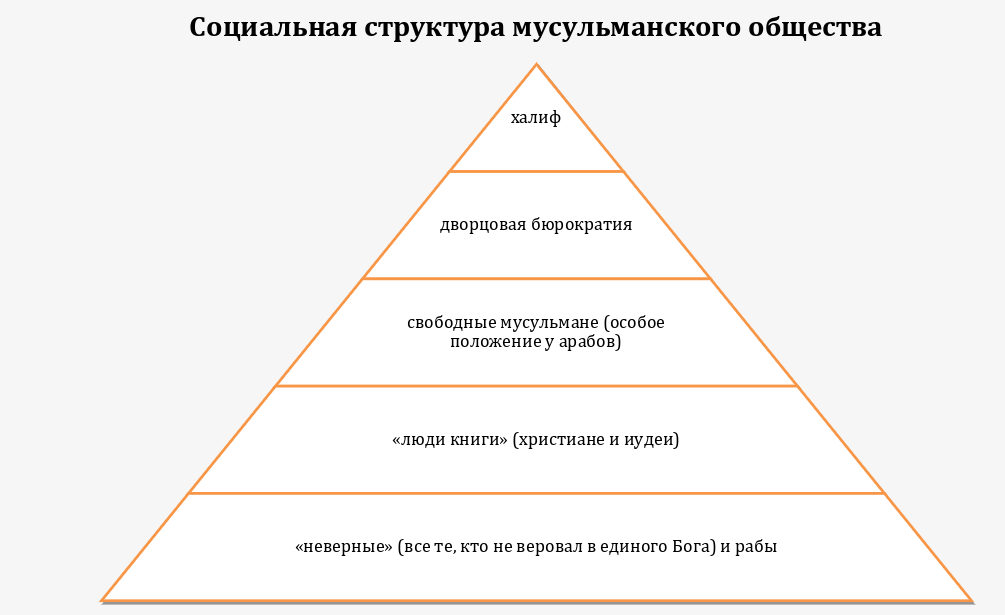 Социальная структура мусульманского общества
халиф
дворцовая бюрократия
свободные мусульмане (особое
положение у арабов)
«люди книги» (христиане и иудеи)
«неверные» (все те, кто не веровал в единого Бога) и рабы